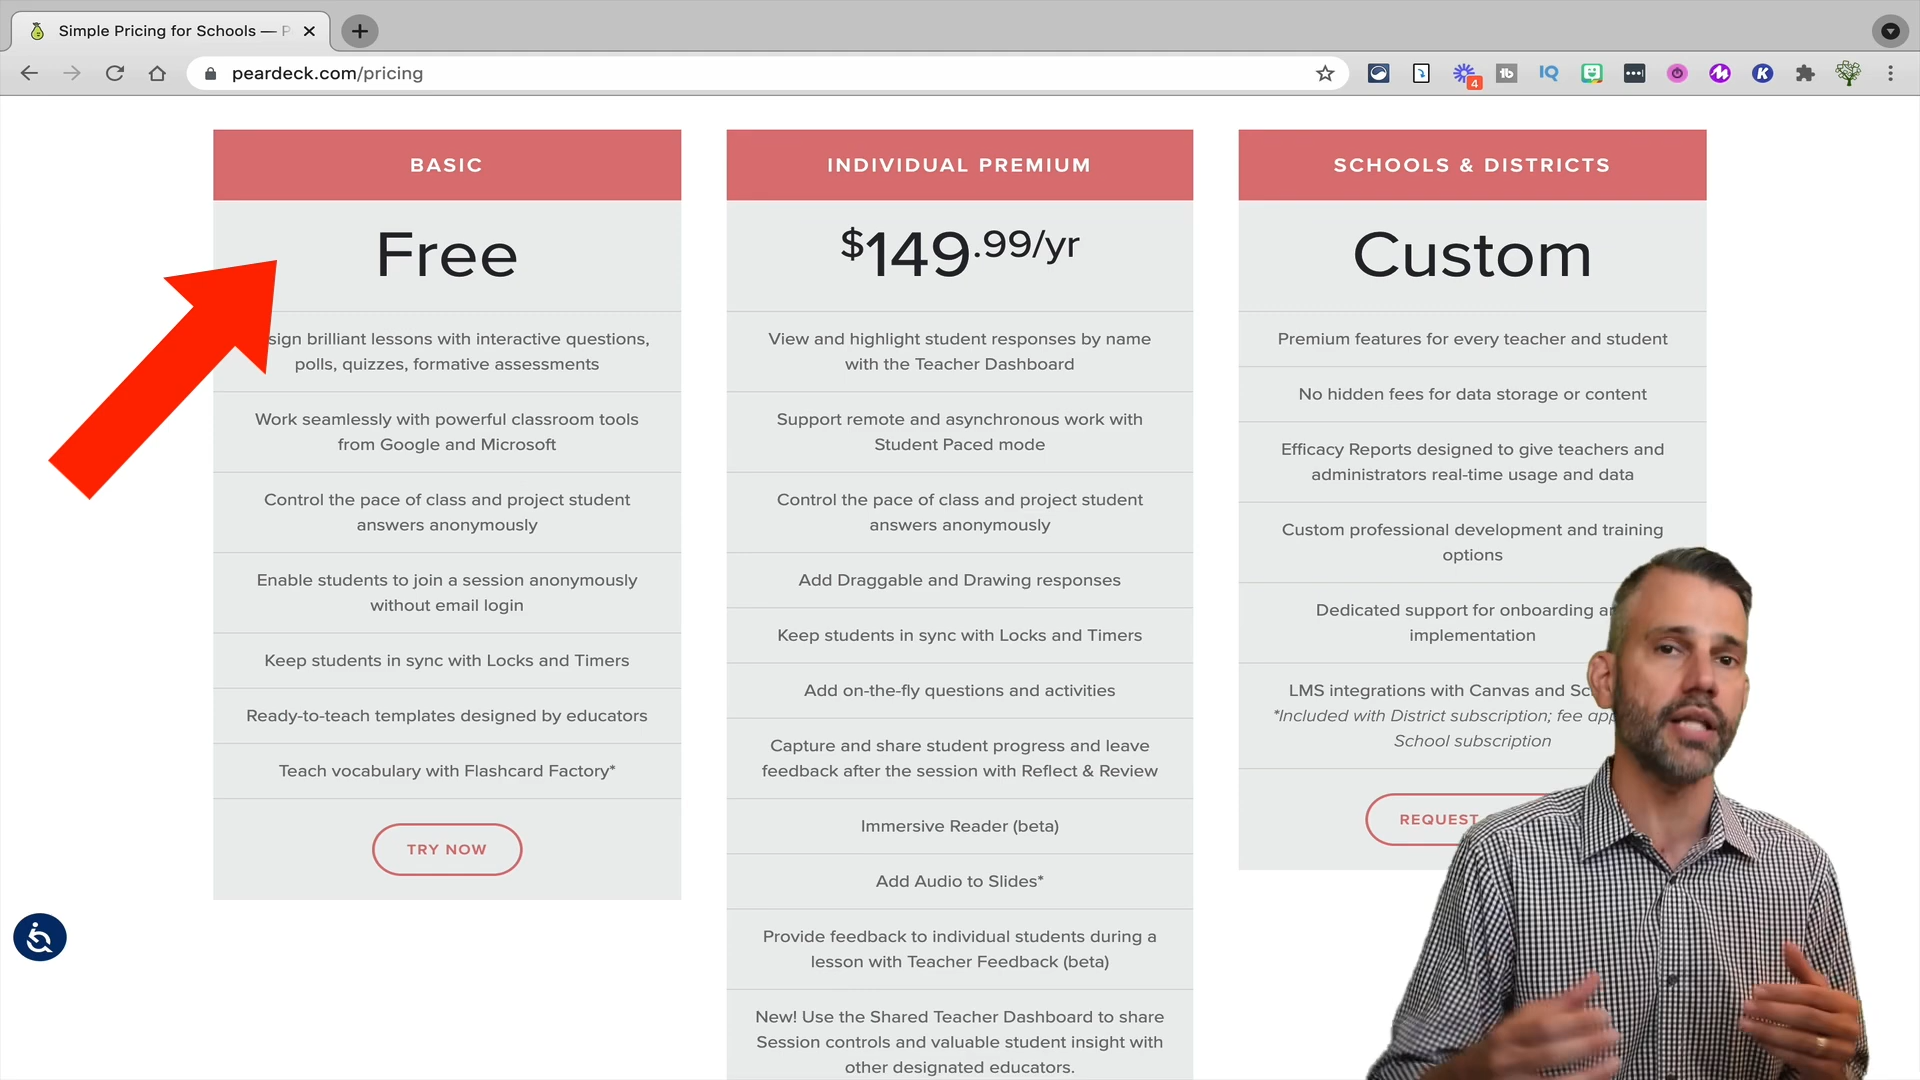 Simple Pricing for Schools — P
peardeck.com/pricing
4
tb
IQ
K
BASIC
Free
sign brilliant lessons with interactive questions,
polls, quizzes, formative assessments
Work seamlessly with powerful classroom tools
from Google and Microsoft
Control the pace of class and project student
answers anonymously
Enable students to join a session anonymously
without email login
Keep students in sync with Locks and Timers
Ready-to-teach templates designed by educators
Teach vocabulary with Flashcard Factory*
TRY NOW
INDIVIDUAL PREMIUM
$149.99/yr
View and highlight student responses by name
with the Teacher Dashboard
Support remote and asynchronous work with
Student Paced mode
Control the pace of class and project student
answers anonymously
Add Draggable and Drawing responses
Keep students in sync with Locks and Timers
Add on-the-fly questions and activities
Capture and share student progress and leave
feedback after the session with Reflect & Review
Immersive Reader (beta)
Add Audio to Slides*
Provide feedback to individual students during a
lesson with Teacher Feedback (beta)
New! Use the Shared Teacher Dashboard to share
Session controls and valuable student insight with
other designated educators.
SCHOOLS & DISTRICTS
Custom
Premium features for every teacher and student
No hidden fees for data storage or content
Efficacy Reports designed to give teachers and
administrators real-time usage and data
Custom professional development and training
options
Dedicated support for onboarding
implementation
LMS integrations with Canvas and
*Included with District subscription; fee
School subscription
REQUEST